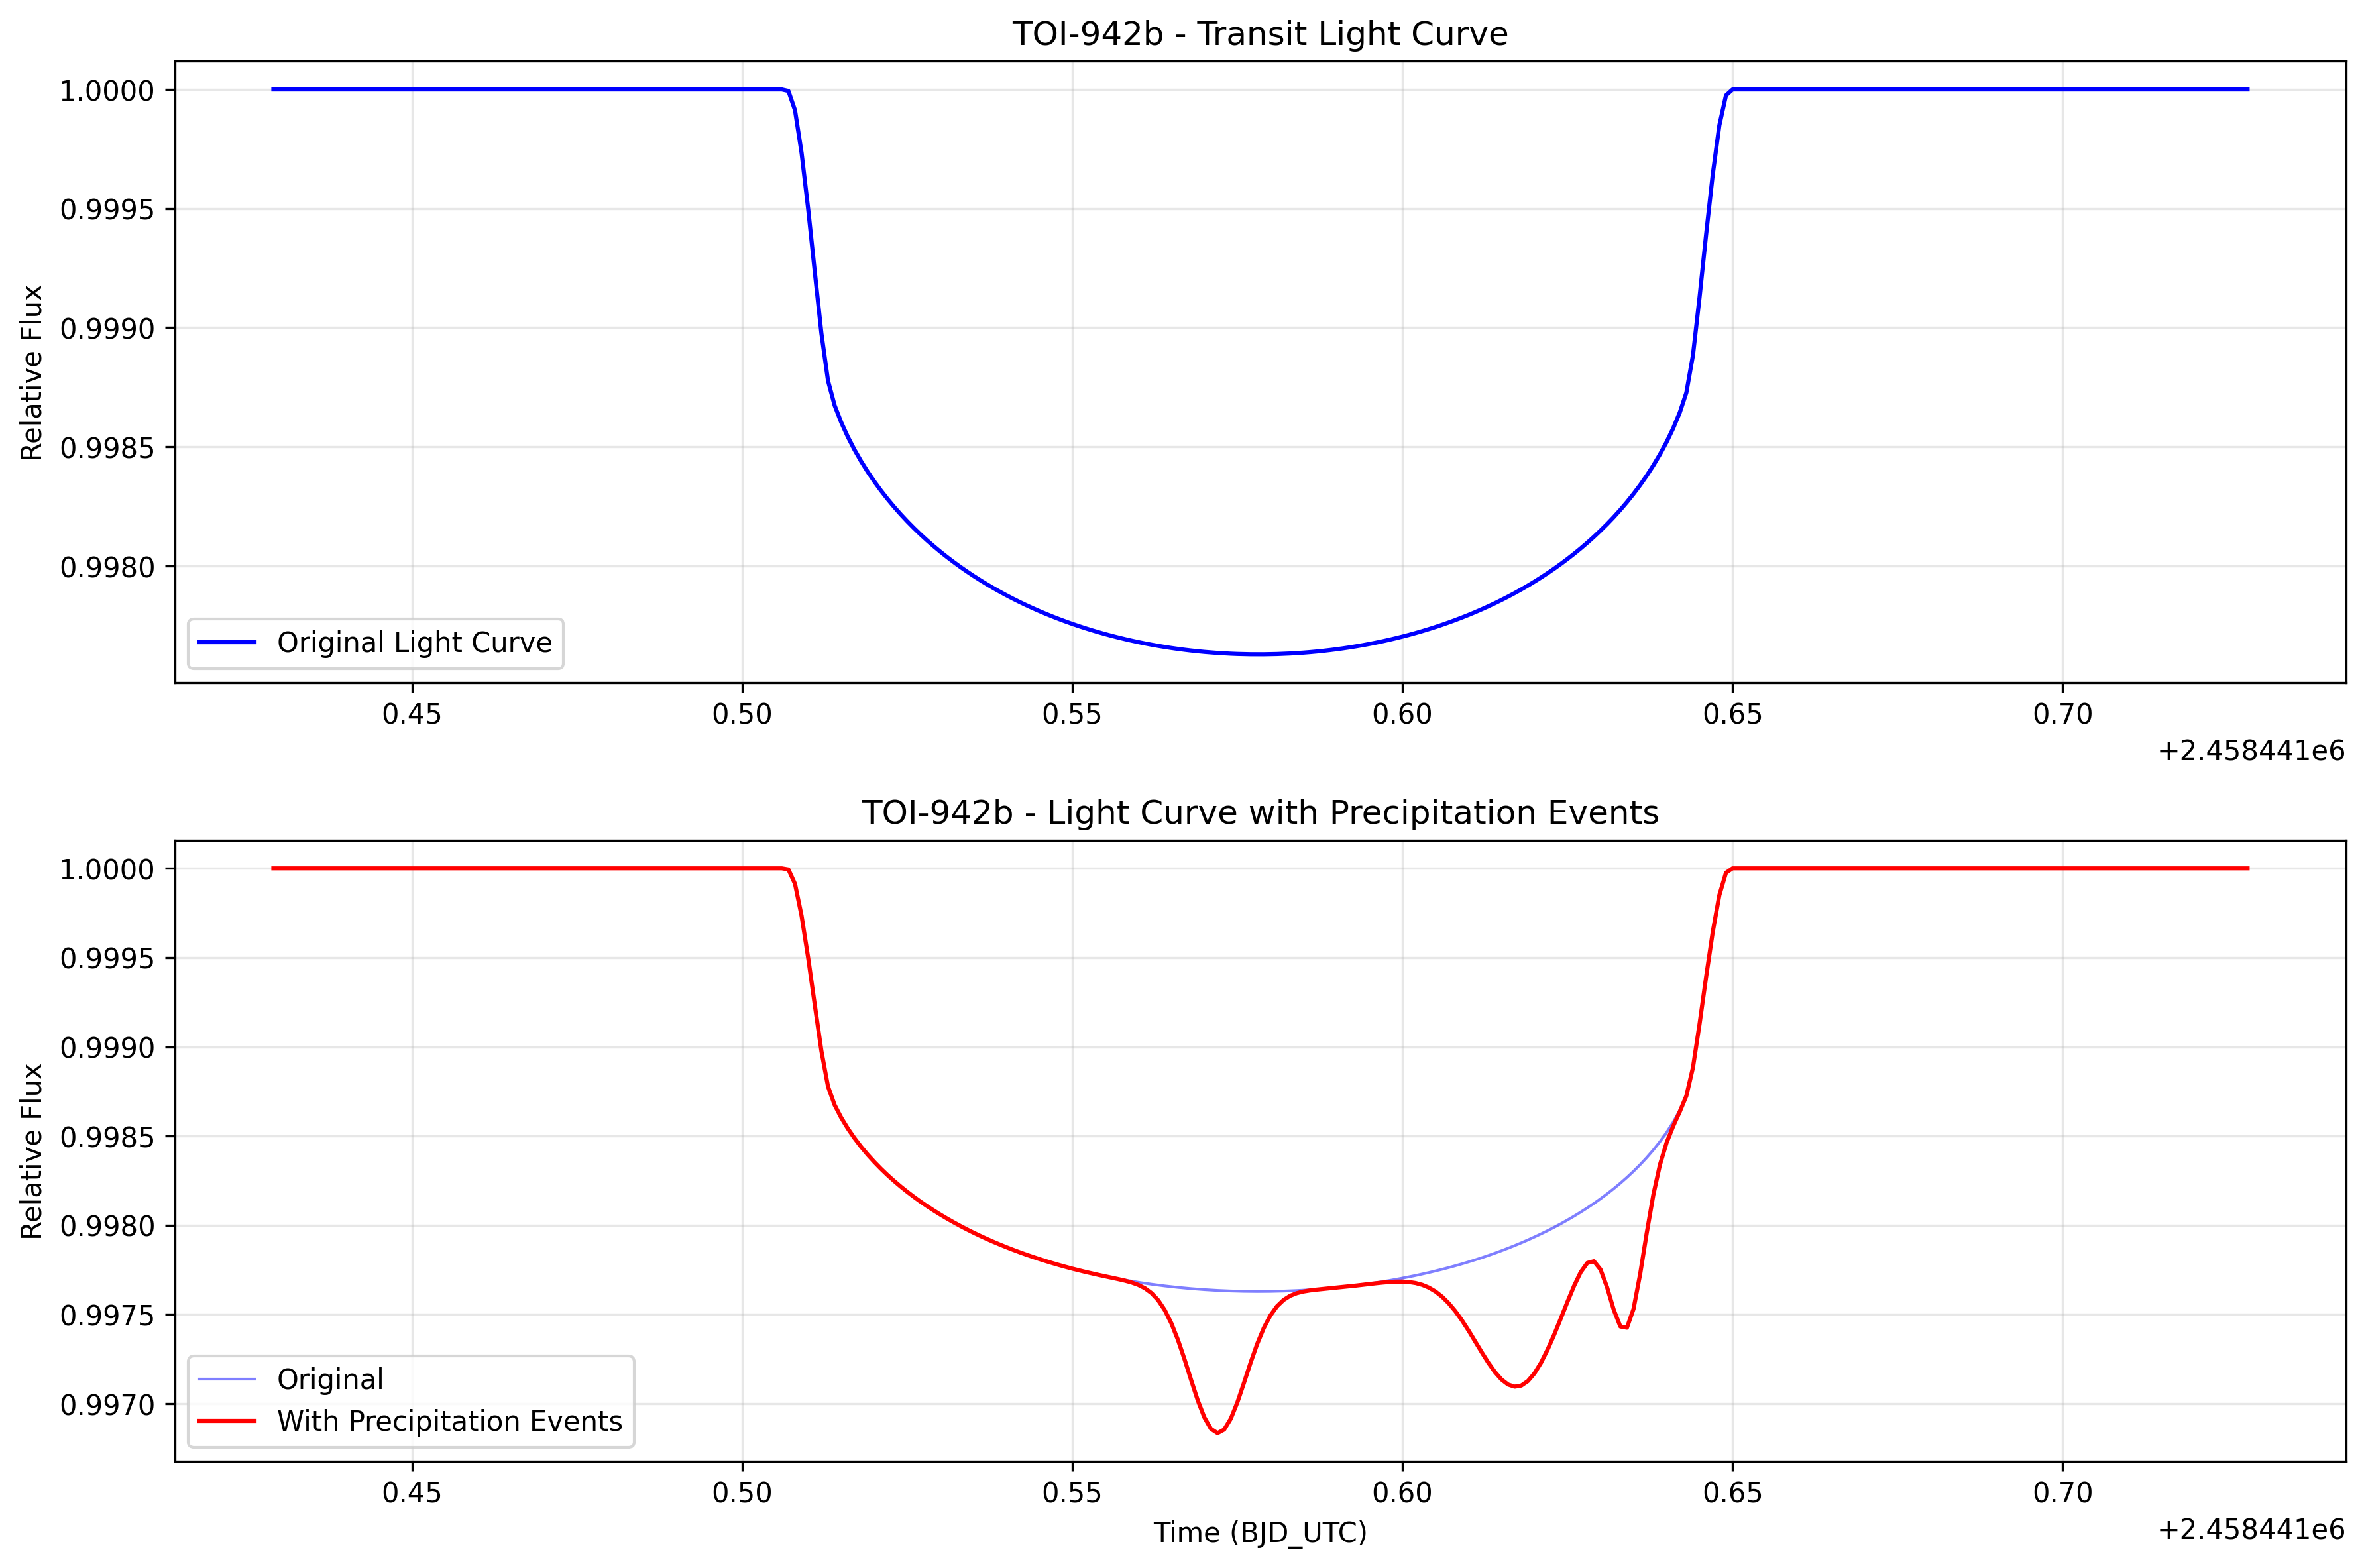 TOI-942b - Transit Light Curve
Relative Flux
1.0000
0.9995
0.9990
0.9985
0.9980
Original Light Curve
0.45 0.50 0.55 0.60 0.65 0.70
+2.458441e6
TOI-942b - Light Curve with Precipitation Events
Relative Flux
1.0000
0.9995
0.9990
0.9985
0.9980
0.9975
0.9970
Original
With Precipitation Events
0.45 0.50 0.55 0.60 0.65 0.70
Time (BJD_UTC)
+2.458441e6